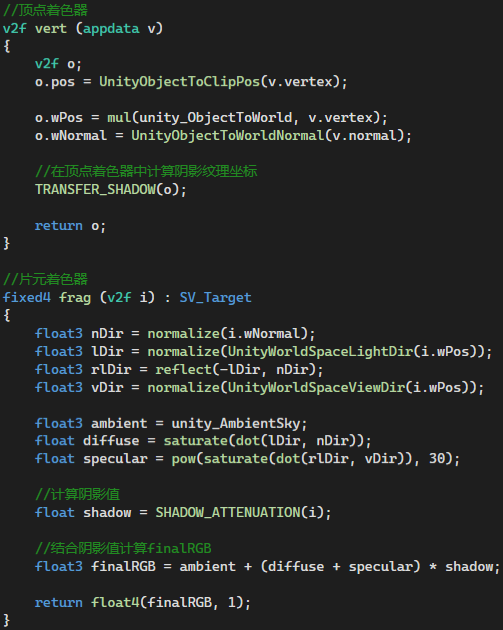 //顶点着色器
v2f vert (appdata v)
{
    v2f o;
    o.pos = UnityObjectToClipPos(v.vertex);

    o.wPos = mul(unity_ObjectToWorld, v.vertex);
    o.wNormal = UnityObjectToWorldNormal(v.normal);

    //在顶点着色器中计算阴影纹理坐标
    TRANSFER_SHADOW(o);

    return o;
}

//片元着色器
fixed4 frag (v2f i) : SV_Target
{
    float3 nDir = normalize(i.wNormal);
    float3 lDir = normalize(UnityWorldSpaceLightDir(i.wPos));
    float3 rlDir = reflect(-lDir, nDir);
    float3 vDir = normalize(UnityWorldSpaceViewDir(i.wPos));

    float3 ambient = unity_AmbientSky;
    float diffuse = saturate(dot(lDir, nDir));
    float specular = pow(saturate(dot(rlDir, vDir)), 30);

    //计算阴影值
    float shadow = SHADOW_ATTENUATION(i);

    //结合阴影值计算finalRGB
    float3 finalRGB = ambient + (diffuse + specular) * shadow;

    return float4(finalRGB, 1);
}